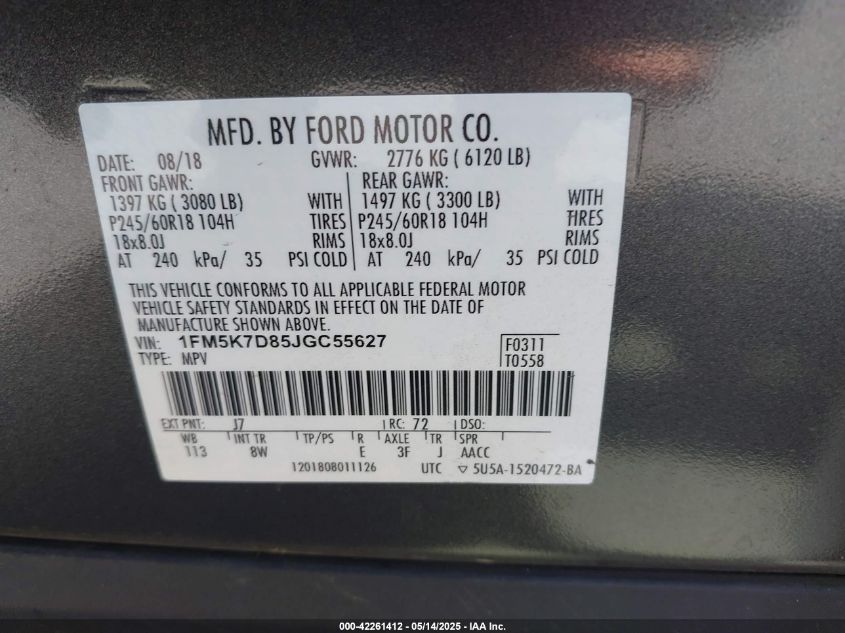 MFD. BY FORD MOTOR CO.
DATE: 08/18 GVWR: 2776 KG ( 6120 LB)
FRONT GAWR: REAR GAWR:
1397 KG ( 3080 LB) WITH 1497 KG ( 3300 LB) WITH
P245/60R18 104H TIRES P245/60R18 104H TIRES
18x8.0J RIMS 18x8.0J RIMS
AT 240 kPa/ 35 PSI COLD AT 240 kPa/ 35 PSI COLD
THIS VEHICLE CONFORMS TO ALL APPLICABLE FEDERAL MOTOR
VEHICLE SAFETY STANDARDS IN EFFECT ON THE DATE OF
MANUFACTURE SHOWN ABOVE.
VIN: 1FM5K7D85JGC55627 F0311
TYPE: MPV T0558
EXT PNT: J7 RC: 72 DSO:
WB INT TR TP/PS R AXLE TR SPR
113 8W E 3F J AACC
1201808011126 UTC ▽ 5U5A-1520472-BA
000-42261412 - 05/14/2025 - IAA Inc.